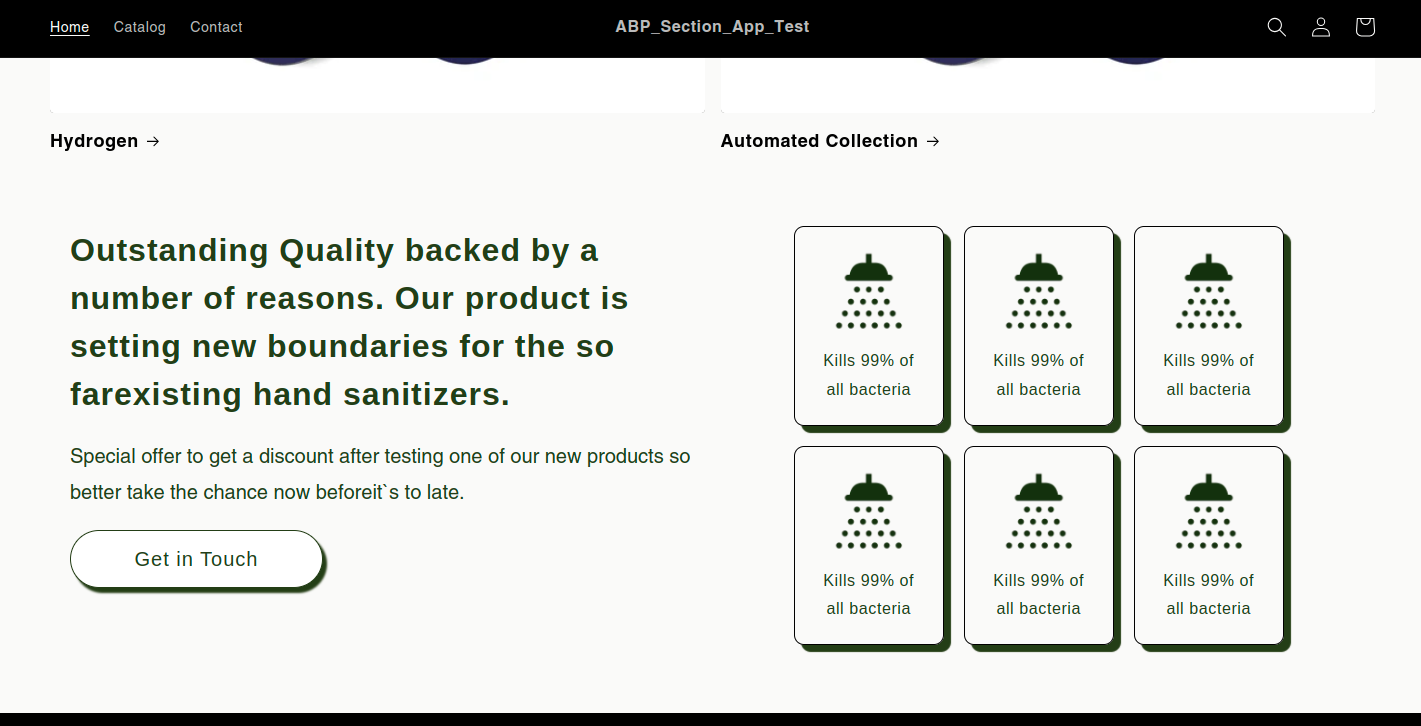 Home Catalog Contact ABP_Section_App_Test
Hydrogen →
Automated Collection →
Outstanding Quality backed by a
number of reasons. Our product is
setting new boundaries for the so
farexisting hand sanitizers.
Special offer to get a discount after testing one of our new products so
better take the chance now beforeit`s to late.
Get in Touch
Kills 99% of
all bacteria
Kills 99% of
all bacteria
Kills 99% of
all bacteria
Kills 99% of
all bacteria
Kills 99% of
all bacteria
Kills 99% of
all bacteria